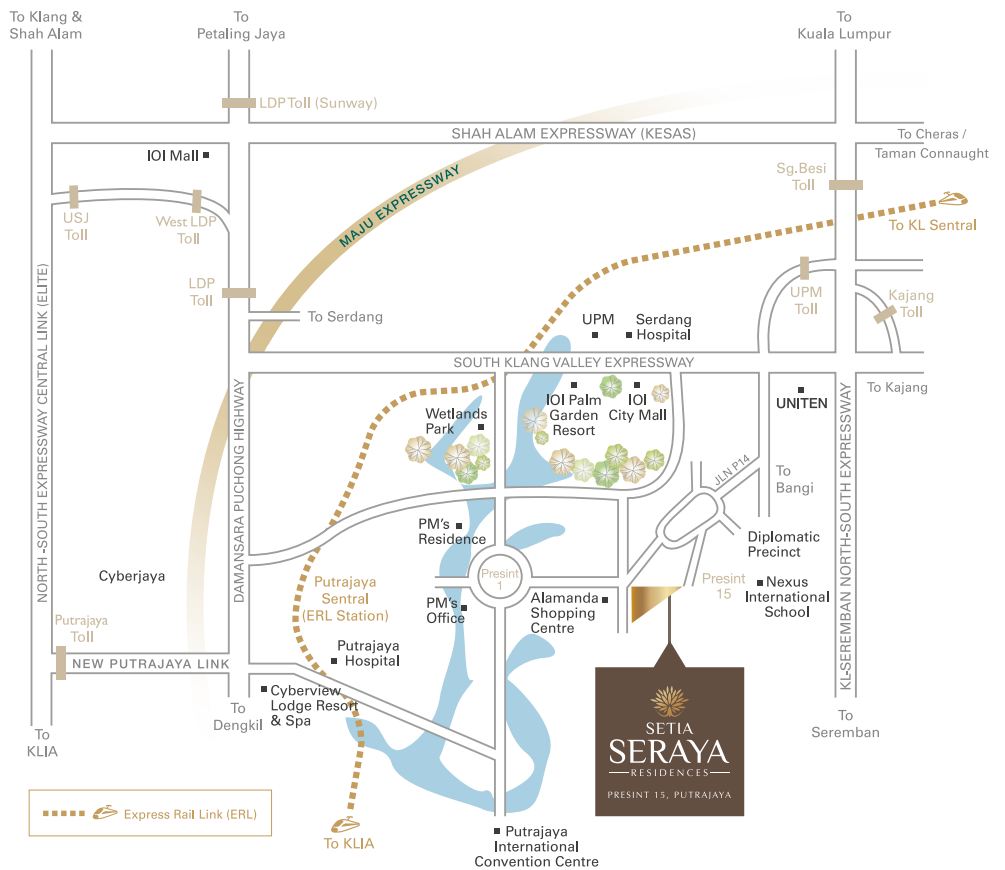 To Klang &
Shah Alam
To
Petaling Jaya
To
Kuala Lumpur
LDP Toll (Sunway)
SHAH ALAM EXPRESSWAY (KESAS)
To Cheras /
Taman Connaught
IOI Mall
MAJU EXPRESSWAY
Sg.Besi
Toll
USJ
Toll
West LDP
Toll
To KL Sentral
LDP
Toll
UPM
Toll
Kajang
Toll
To Serdang
UPM
Serdang
Hospital
SOUTH KLANG VALLEY EXPRESSWAY
To Kajang
NORTH-SOUTH EXPRESSWAY CENTRAL LINK (ELITE)
DAMANSARA PUCHONG HIGHWAY
KL-SEREMBAN NORTH-SOUTH EXPRESSWAY
Wetlands
Park
IOI Palm
Garden
Resort
IOI
City Mall
UNITEN
JLN P14
To
Bangi
PM's
Residence
Diplomatic
Precinct
Cyberjaya
Putrajaya
Sentral
(ERL Station)
Presint
1
Presint
15
Nexus
International
School
PM's
Office
Alamanda
Shopping
Centre
Putrajaya
Toll
NEW PUTRAJAYA LINK
Putrajaya
Hospital
Cyberview
Lodge Resort
& Spa
To
Dengkil
To
KLIA
To
Seremban
SETIA
SERAYA
RESIDENCES
PRESINT 15, PUTRAJAYA
Express Rail Link (ERL)
To KLIA
Putrajaya
International
Convention Centre